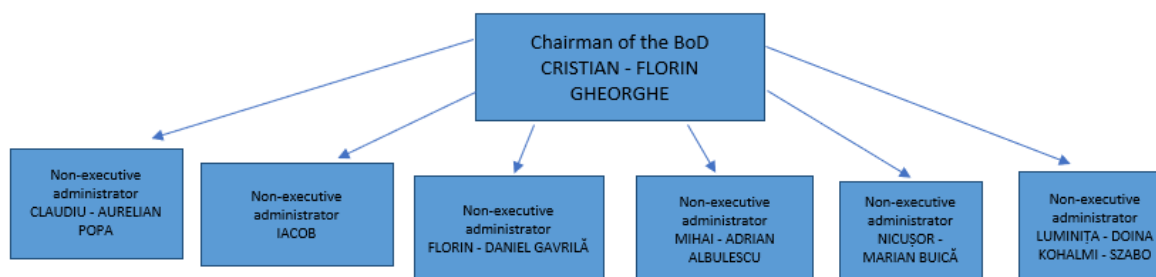 Chairman of the BoD
CRISTIAN - FLORIN
GHEORGHE
Non-executive
administrator
CLAUDIU - AURELIAN
POPA
Non-executive
administrator
IACOB
Non-executive
administrator
FLORIN - DANIEL GAVRILĂ
Non-executive
administrator
MIHAI - ADRIAN
ALBULESCU
Non-executive
administrator
NICUȘOR -
MARIAN BUICĂ
Non-executive
administrator
LUMINIȚA - DOINA
KOHALMI - SZABO